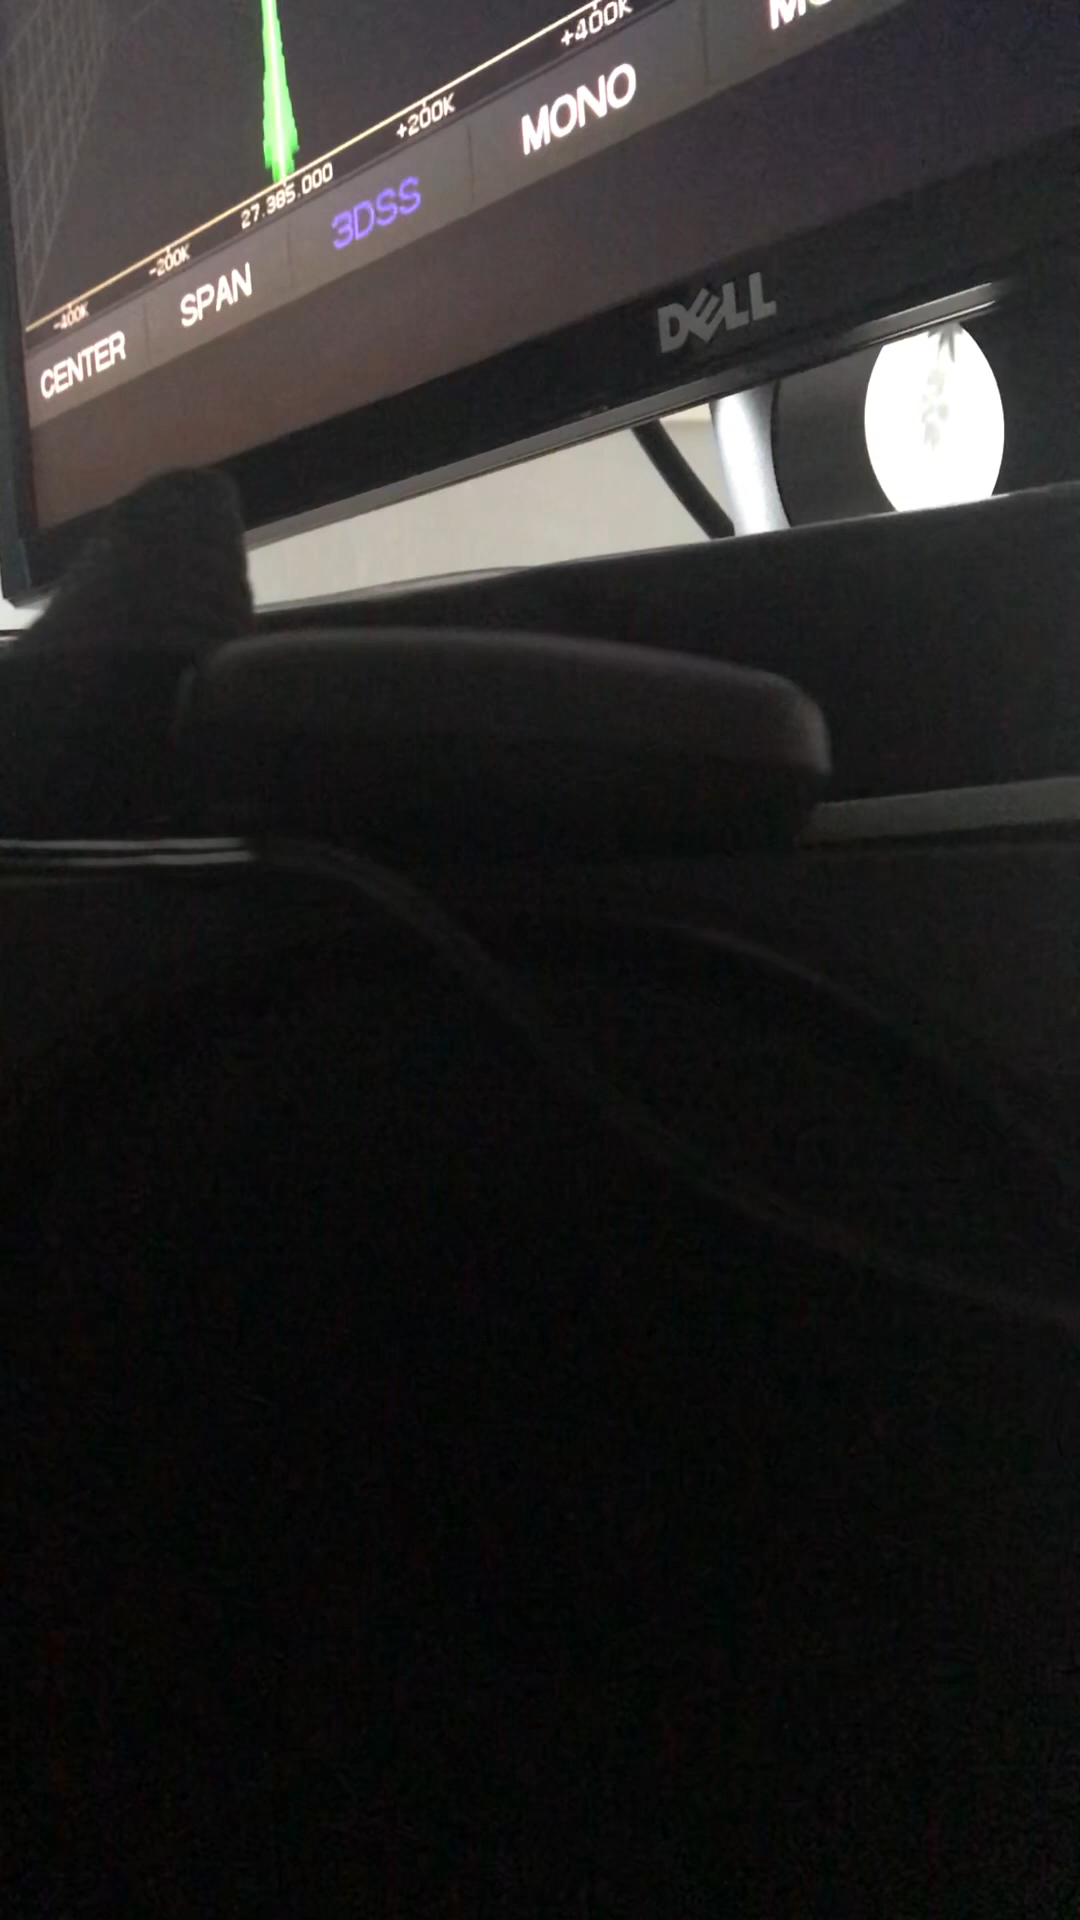 +400K
+200K
27.385.000
-200K
-400K
CENTER SPAN 3DSS MONO
DELL